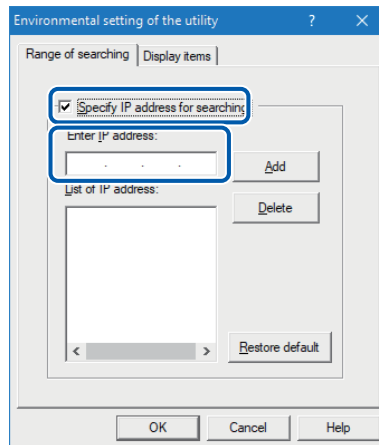 Environmental setting of the utility ? ×
Range of searching Display items
Specify IP address for searching
Enter IP address:
. . .
Add
List of IP address:
Delete
< >
Restore default
OK Cancel Help